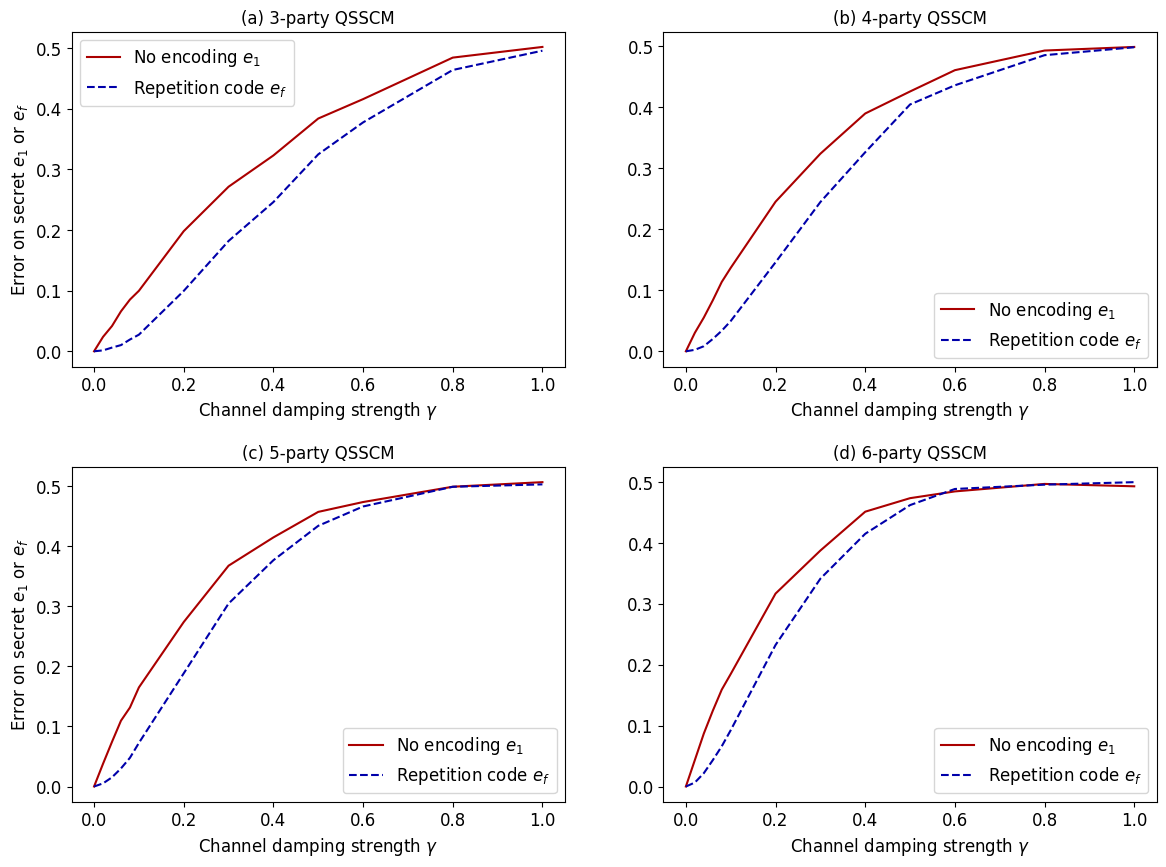 (a) 3-party QSSCM
0.5
0.4
0.3
0.2
0.1
0.0
Error on secret e₁ or e_f
No encoding e₁
Repetition code e_f
0.0 0.2 0.4 0.6 0.8 1.0
Channel damping strength γ
(b) 4-party QSSCM
0.5
0.4
0.3
0.2
0.1
0.0
No encoding e₁
Repetition code e_f
0.0 0.2 0.4 0.6 0.8 1.0
Channel damping strength γ
(c) 5-party QSSCM
0.5
0.4
0.3
0.2
0.1
0.0
Error on secret e₁ or e_f
No encoding e₁
Repetition code e_f
0.0 0.2 0.4 0.6 0.8 1.0
Channel damping strength γ
(d) 6-party QSSCM
0.5
0.4
0.3
0.2
0.1
0.0
No encoding e₁
Repetition code e_f
0.0 0.2 0.4 0.6 0.8 1.0
Channel damping strength γ